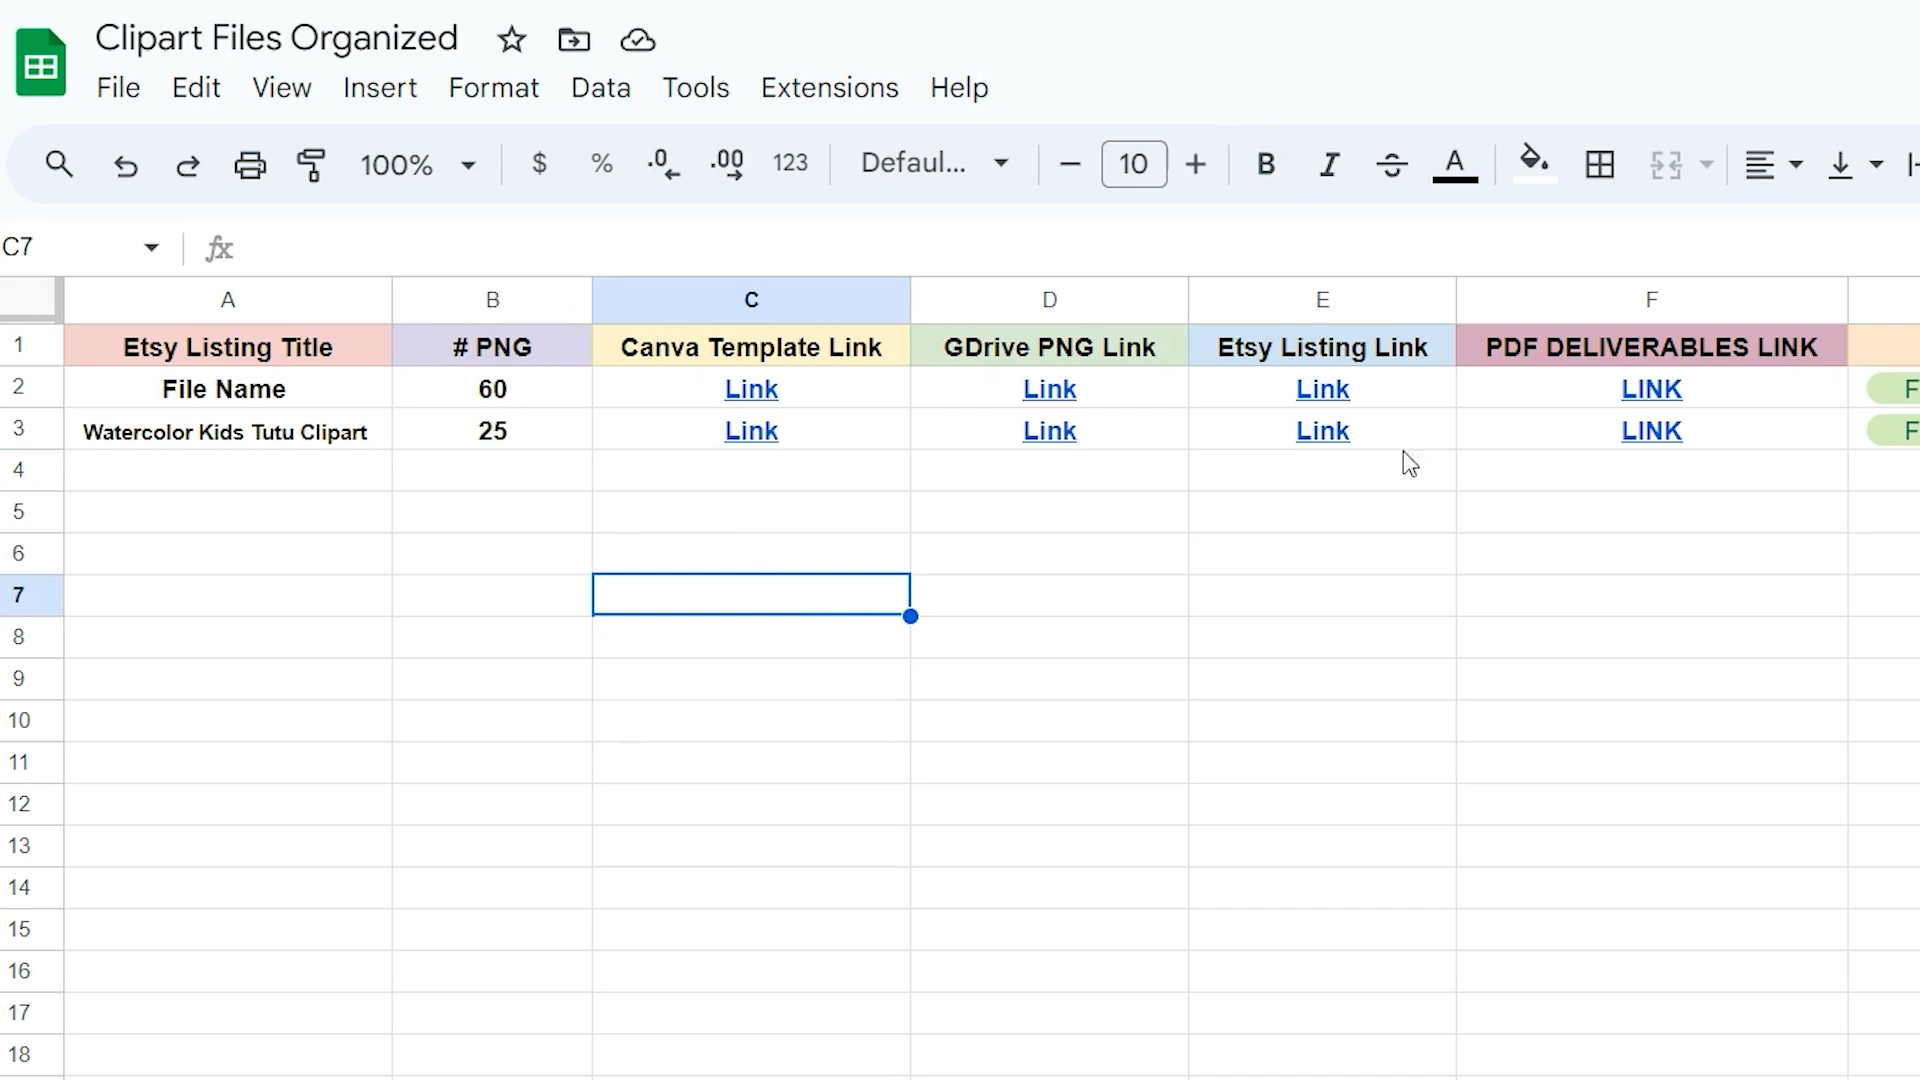 Clipart Files Organized
File Edit View Insert Format Data Tools Extensions Help
100% $ % .0 .00 123 Defaul... 10 B I A
C7 fx
A B C D E F
1 Etsy Listing Title # PNG Canva Template Link GDrive PNG Link Etsy Listing Link PDF DELIVERABLES LINK
2 File Name 60 Link Link Link LINK F
3 Watercolor Kids Tutu Clipart 25 Link Link Link LINK F
4
5
6
7
8
9
10
11
12
13
14
15
16
17
18